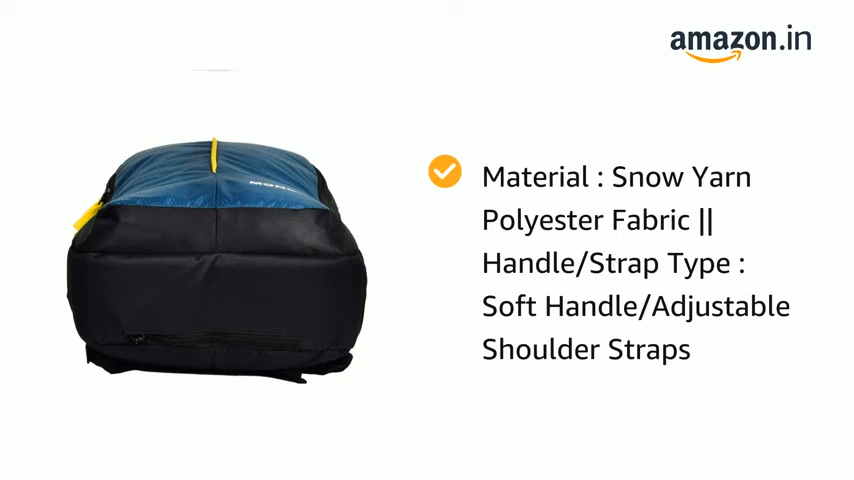 amazon.in
Material : Snow Yarn
Polyester Fabric ||
Handle/Strap Type :
Soft Handle/Adjustable
Shoulder Straps